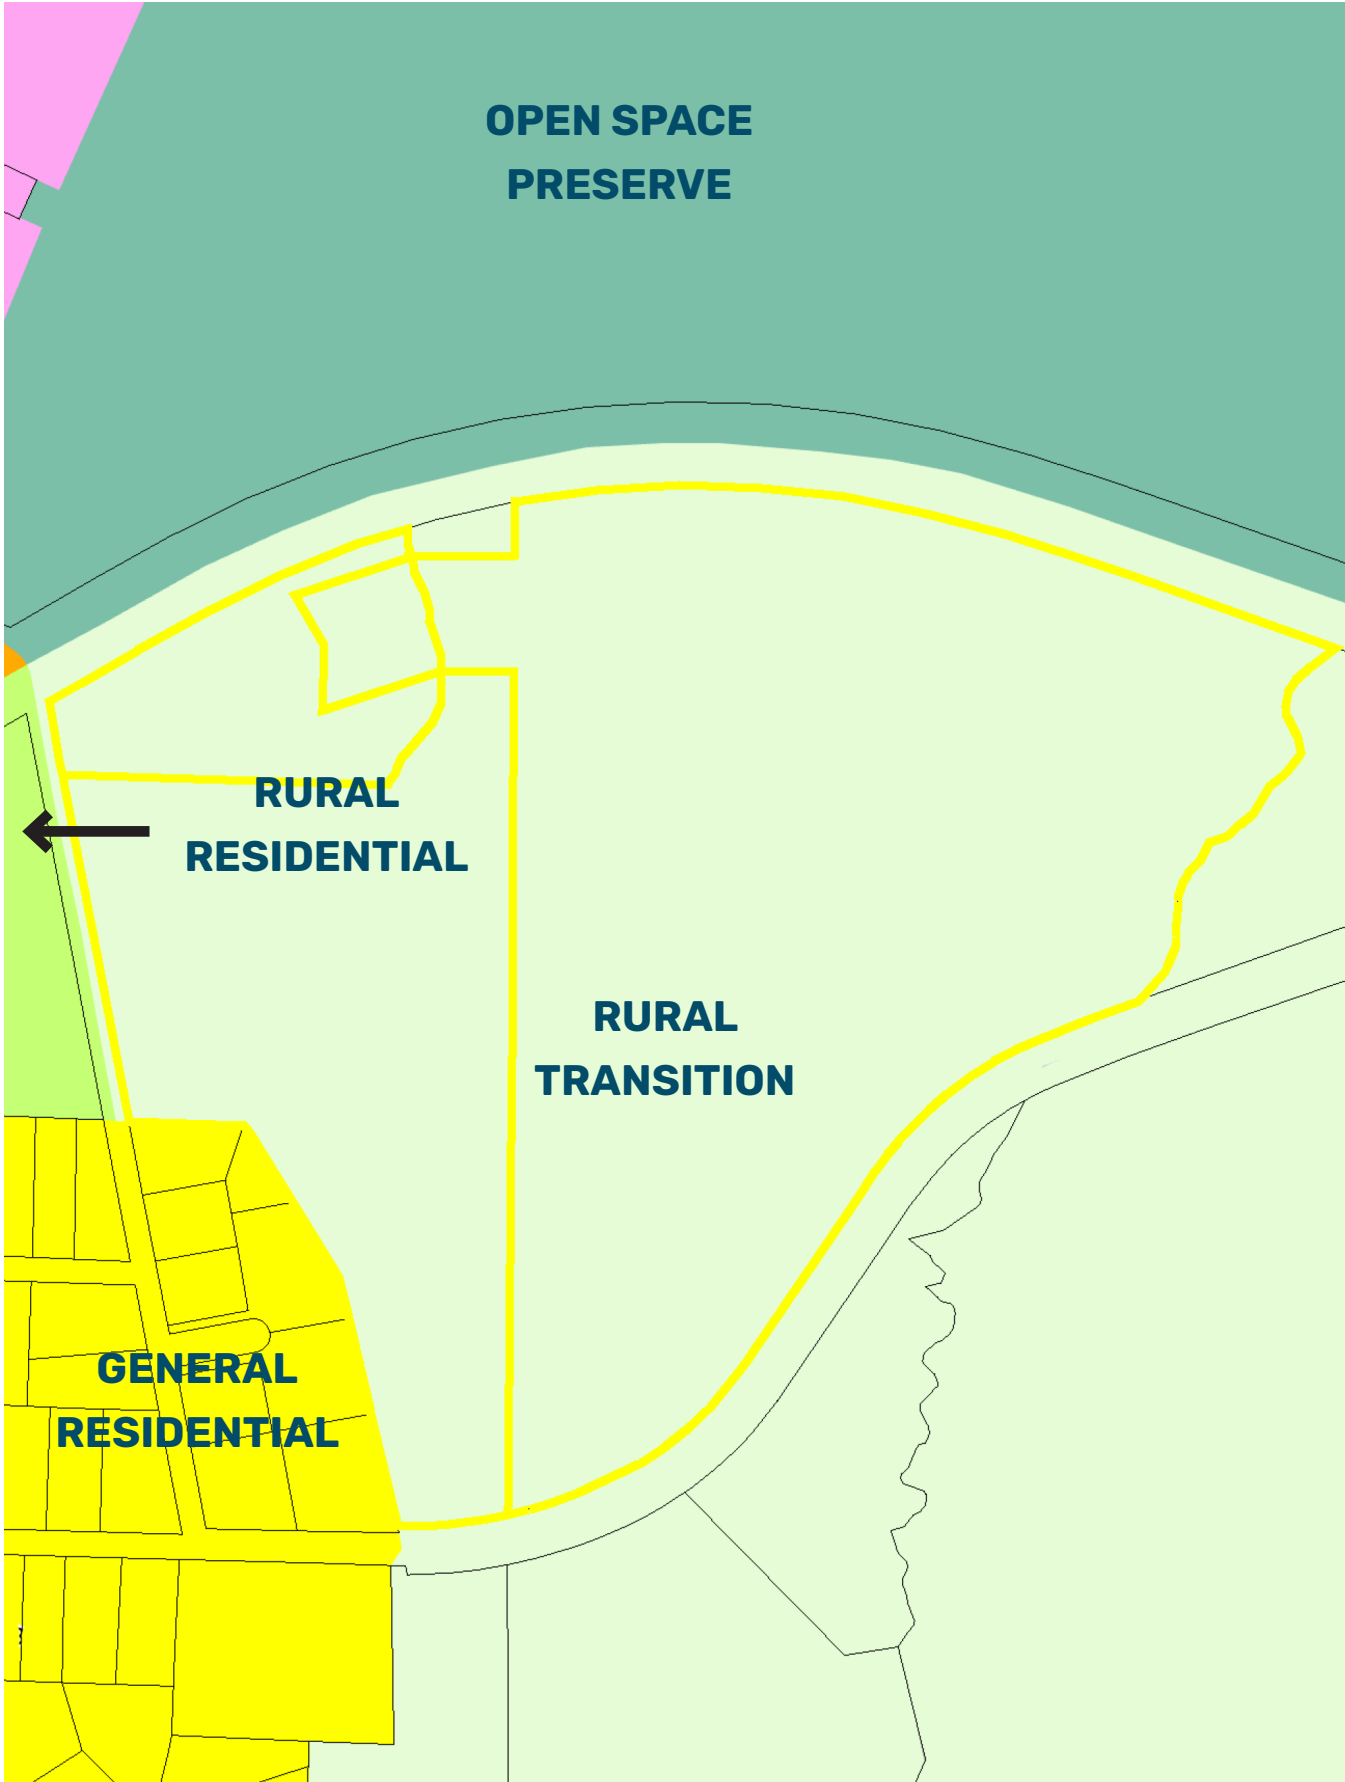 OPEN SPACE
PRESERVE
RURAL
RESIDENTIAL
RURAL
TRANSITION
GENERAL
RESIDENTIAL